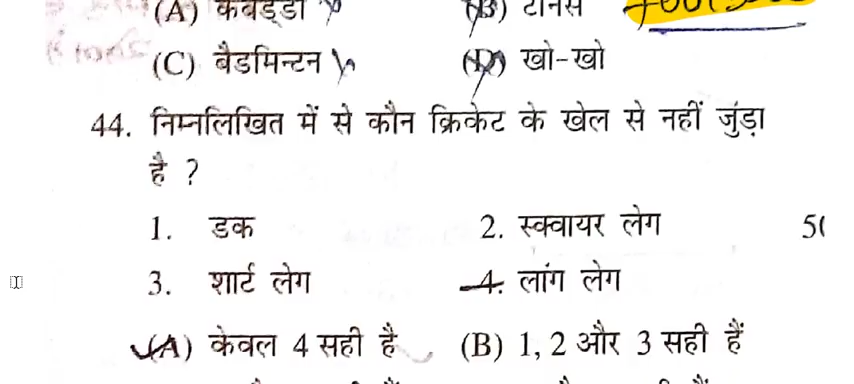 (A) कबड्डी (B) टेनिस
(C) बैडमिन्टन (D) खो-खो
44. निम्नलिखित में से कौन क्रिकेट के खेल से नहीं जुंड़ा
है ?
1. डक 2. स्क्वायर लेग 5(
3. शार्ट लेग 4. लांग लेग
(A) केवल 4 सही है (B) 1, 2 और 3 सही हैं